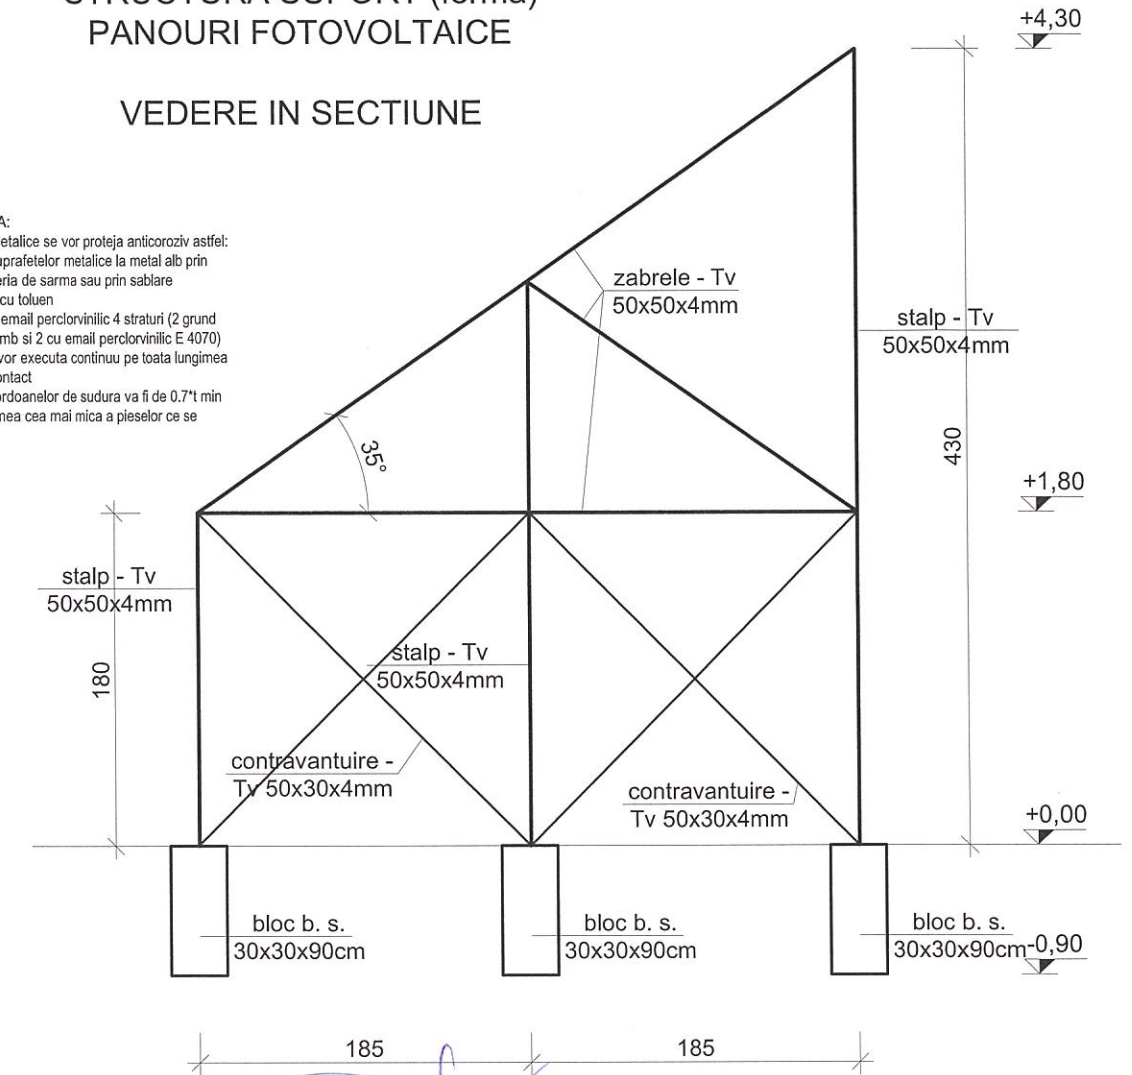 STRUCTURA SUPORT (ferma)
PANOURI FOTOVOLTAICE
VEDERE IN SECTIUNE
+4,30
A:
etalice se vor proteja anticoroziv astfel:
uprafetelor metalice la metal alb prin
eria de sarma sau prin sablare
cu toluen
email perclorvinilic 4 straturi (2 grund
mb si 2 cu email perclorvinilic E 4070)
vor executa continuu pe toata lungimea
ontact
ordoanelor de sudura va fi de 0.7*t min
mea cea mai mica a pieselor ce se
zabrele - Tv
50x50x4mm
stalp - Tv
50x50x4mm
430
35°
+1,80
stalp - Tv
50x50x4mm
180
stalp - Tv
50x50x4mm
contravantuire -
Tv 50x30x4mm
contravantuire -
Tv 50x30x4mm
+0,00
bloc b. s.
30x30x90cm
bloc b. s.
30x30x90cm
bloc b. s.
30x30x90cm
-0,90
185
185